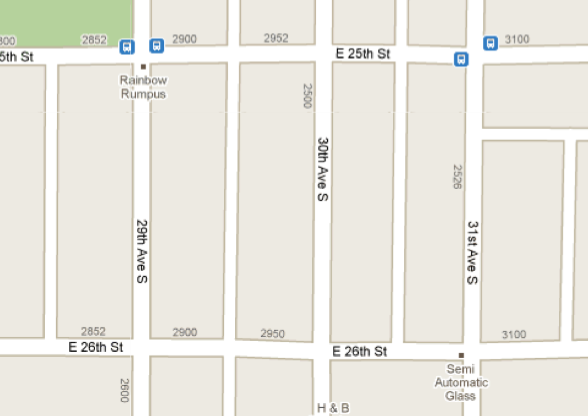 2852
2900
2952
3100
E 25th St
5th St
Rainbow
Rumpus
2500
30th Ave S
2526
29th Ave S
31st Ave S
2852
2900
2950
3100
E 26th St
E 26th St
Semi
Automatic
Glass
2600
H & B